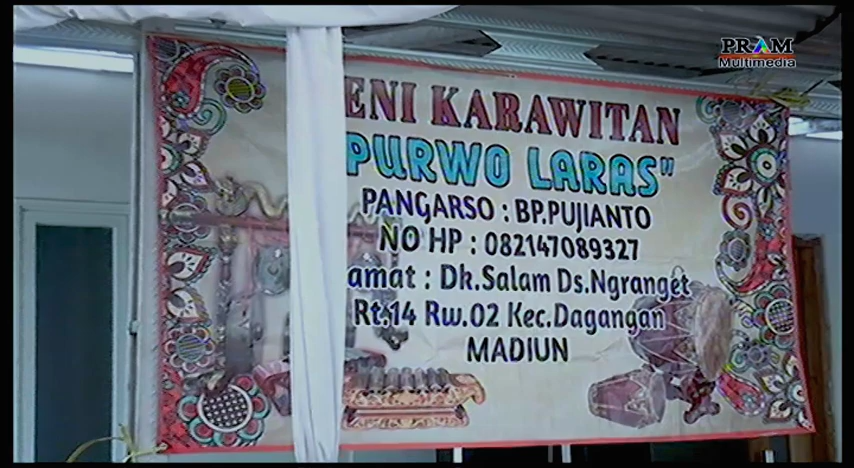 PRAM
Multimedia
ENI KARAWITAN
PURWO LARAS"
PANGARSO : BP.PUJIANTO
NO HP : 082147089327
amat : Dk.Salam Ds.Ngranget
Rt.14 Rw.02 Kec.Dagangan
MADIUN